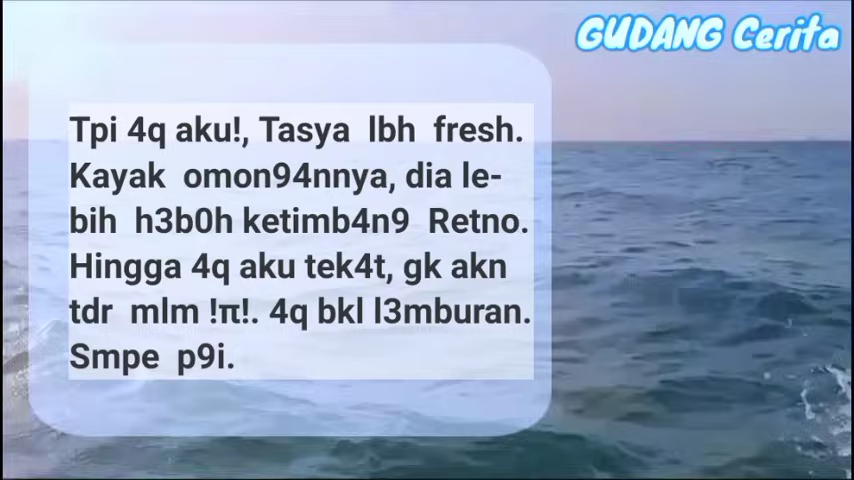 GUDANG Cerita
Tpi 4q aku!, Tasya lbh fresh.
Kayak omon94nnya, dia le-
bih h3b0h ketimb4n9 Retno.
Hingga 4q aku tek4t, gk akn
tdr mlm !π!. 4q bkl l3mburan.
Smpe p9i.